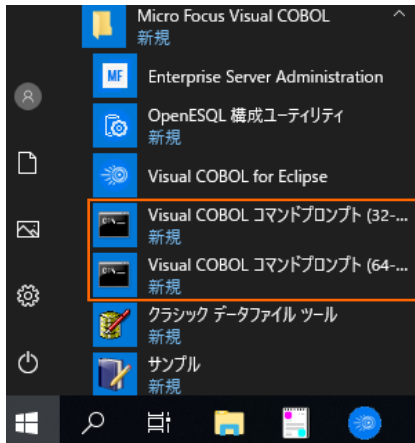 Micro Focus Visual COBOL
新規
MF
Enterprise Server Administration
OpenESQL 構成ユーティリティ
新規
Visual COBOL for Eclipse
Visual COBOL コマンドプロンプト (32-...
新規
Visual COBOL コマンドプロンプト (64-...
新規
クラシック データファイル ツール
新規
サンプル
新規